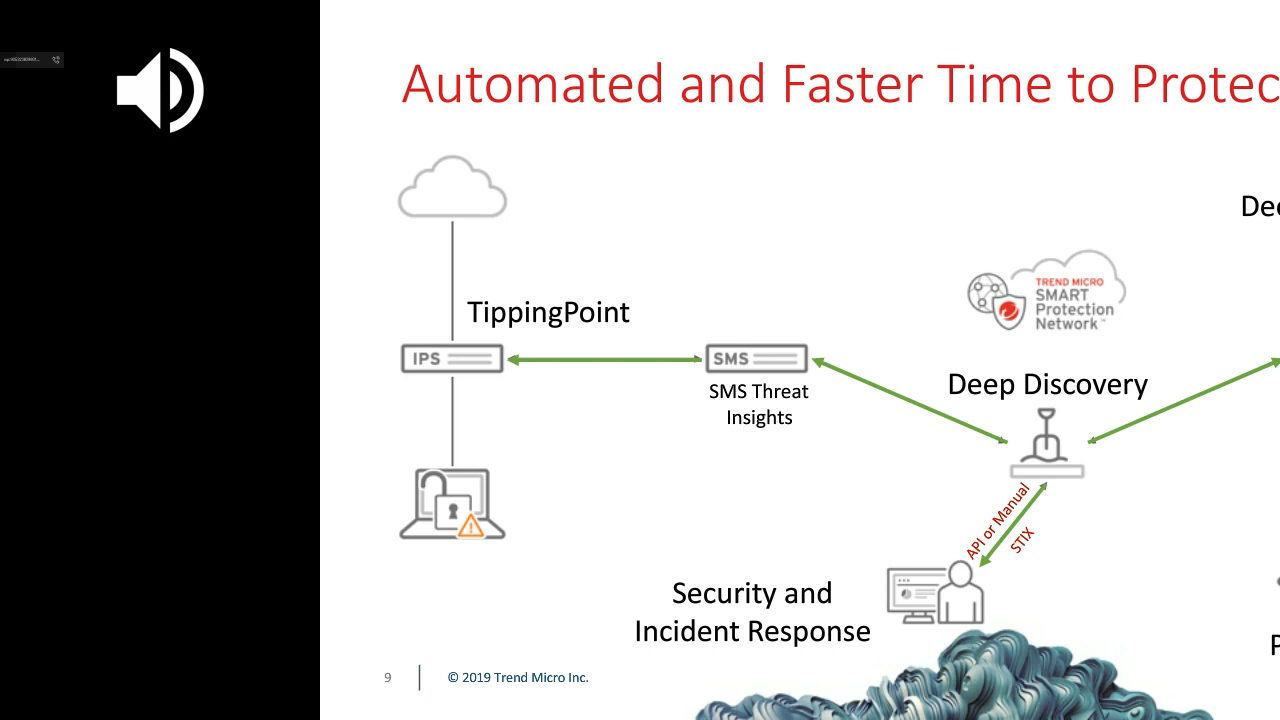 Automated and Faster Time to Protec
Dee
TREND MICRO
SMART
Protection
Network™
TippingPoint
IPS
SMS
SMS Threat
Insights
Deep Discovery
API or Manual
STIX
Security and
Incident Response
P
9
© 2019 Trend Micro Inc.